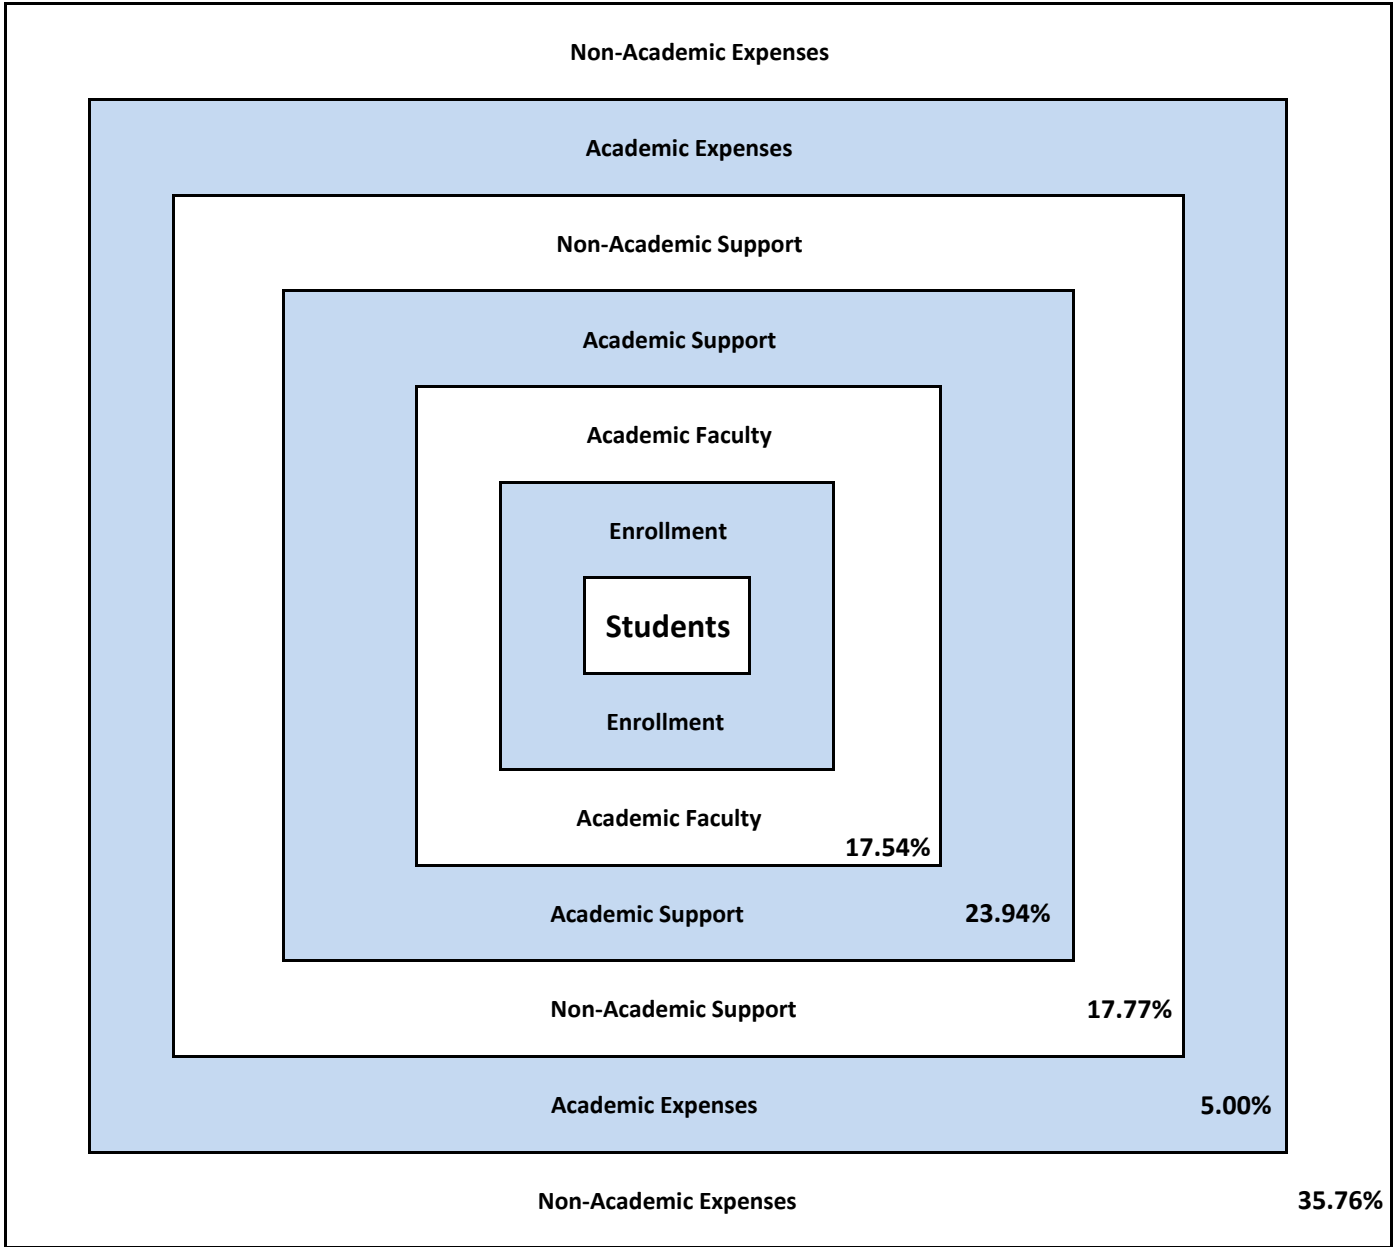 Non-Academic Expenses
Academic Expenses
Non-Academic Support
Academic Support
Academic Faculty
Enrollment
Students
Enrollment
Academic Faculty
17.54%
Academic Support 23.94%
Non-Academic Support 17.77%
Academic Expenses 5.00%
Non-Academic Expenses 35.76%